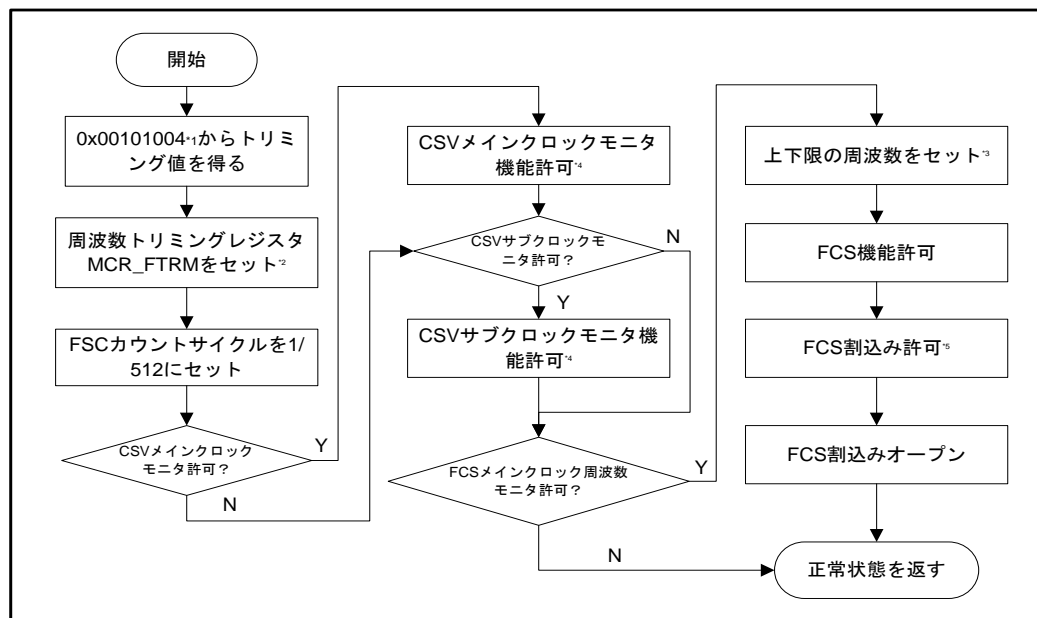 開始
0x00101004*1からトリミ
ング値を得る
周波数トリミングレジスタ
MCR_FTRMをセット*2
FSCカウントサイクルを1/
512にセット
CSVメインクロック
モニタ許可？
Y
N
CSVメインクロックモニタ
機能許可*4
CSVサブクロックモ
ニタ許可？
N
Y
CSVサブクロックモニタ機
能許可*4
FCSメインクロック周波数
モニタ許可？
Y
N
上下限の周波数をセット*3
FCS機能許可
FCS割込み許可*5
FCS割込みオープン
正常状態を返す